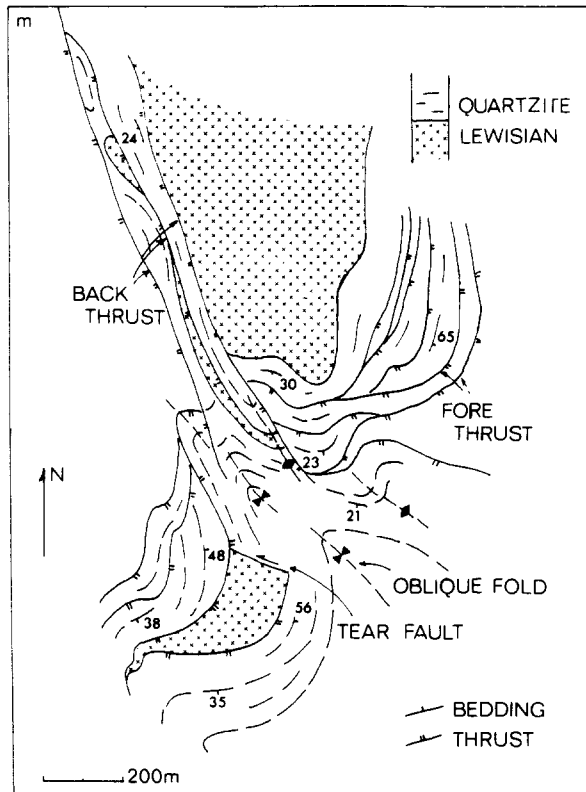 m
QUARTZITE
LEWISIAN
24
BACK
THRUST
65
30
FORE
THRUST
23
N
21
48
OBLIQUE FOLD
56
38
TEAR FAULT
35
BEDDING
THRUST
200m